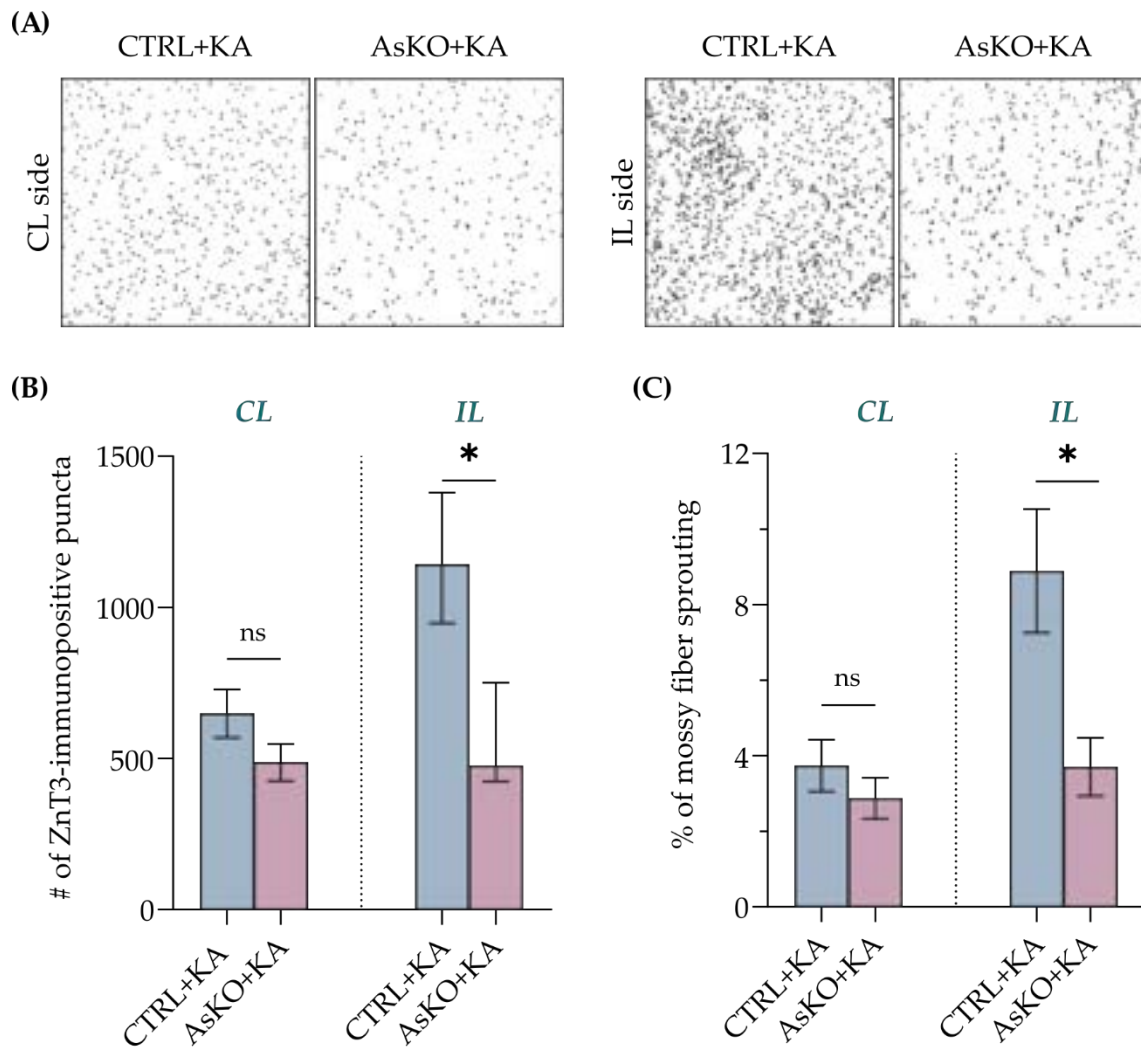 (A)
CTRL+KA AsKO+KA CTRL+KA AsKO+KA
CL side
IL side
(B)
CL IL
# of ZnT3-immunopositive puncta
1500
1000
500
0
ns
*
CTRL+KA
AsKO+KA
CTRL+KA
AsKO+KA
(C)
CL IL
% of mossy fiber sprouting
12
8
4
0
ns
*
CTRL+KA
AsKO+KA
CTRL+KA
AsKO+KA